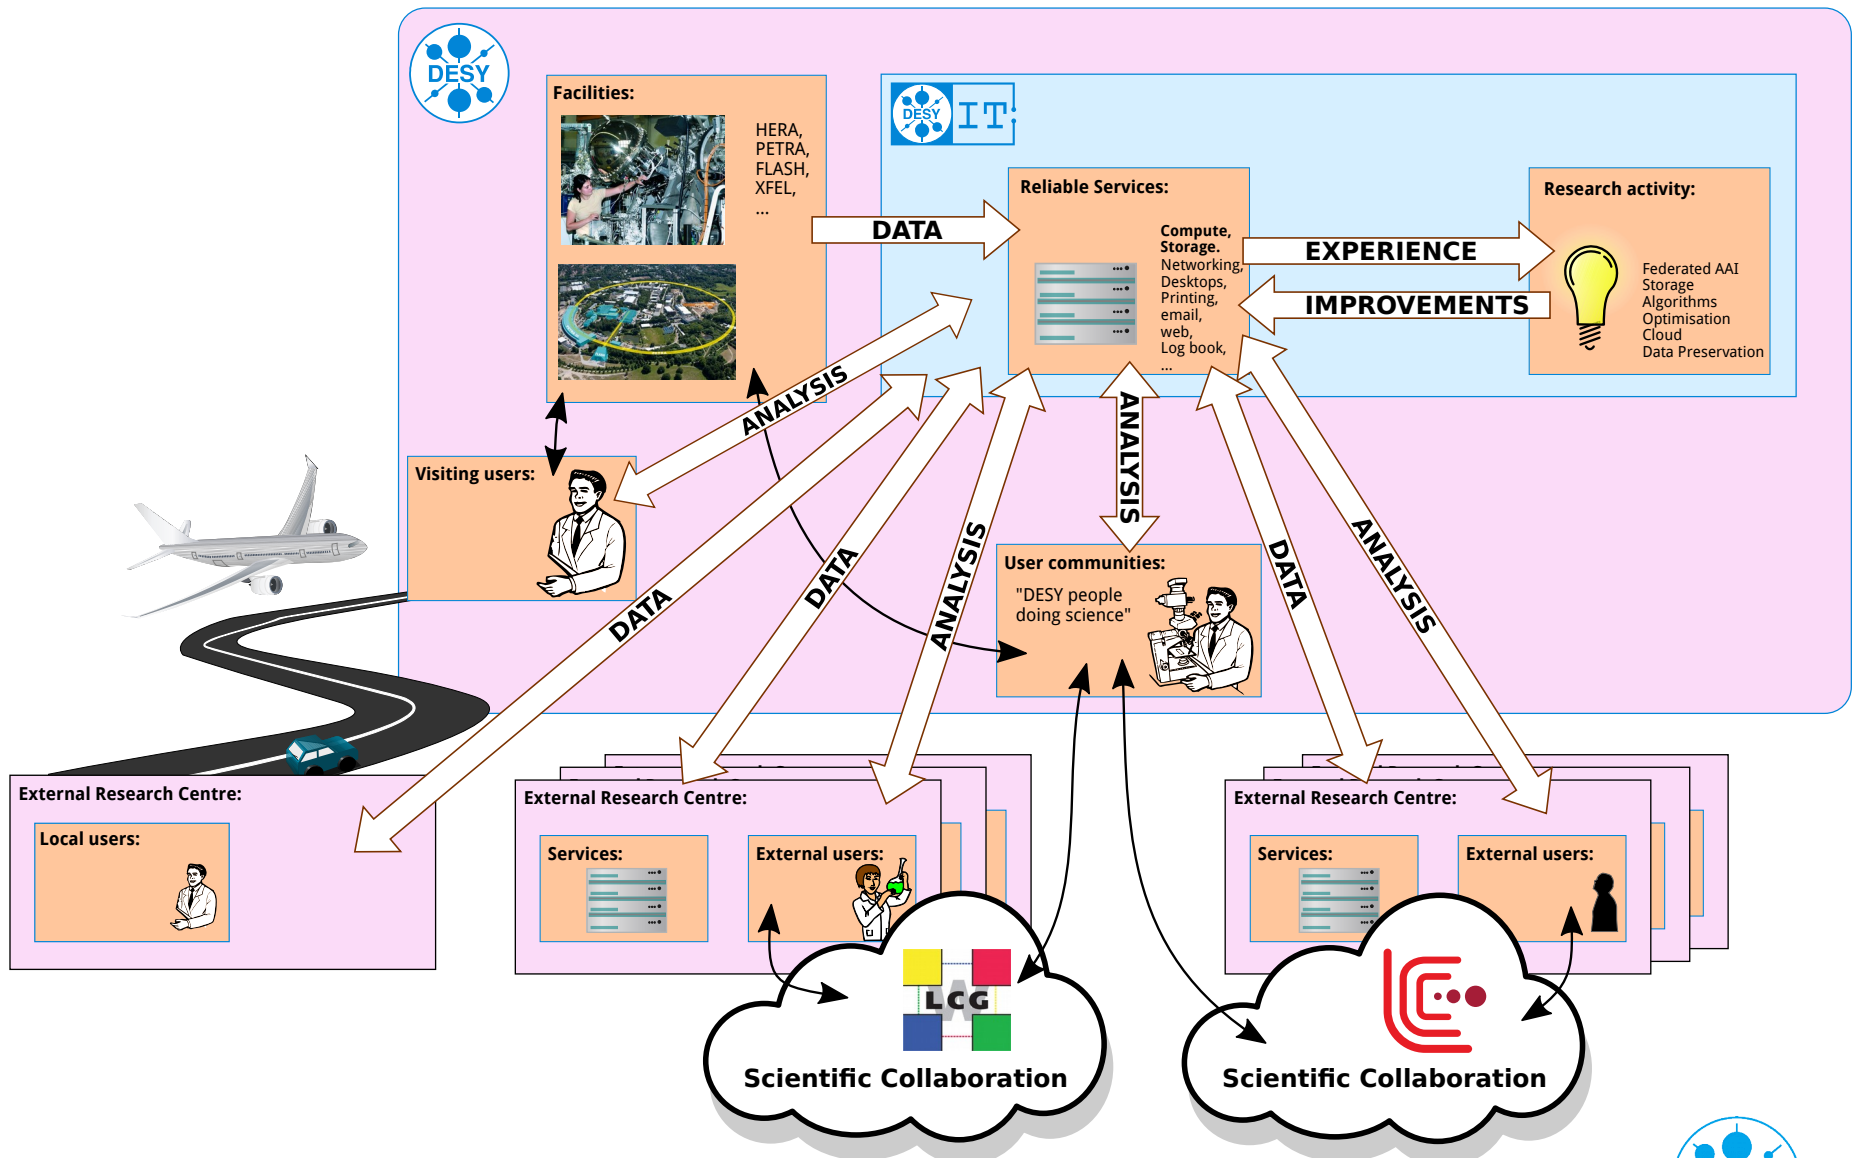 DESY
Facilities:
HERA,
PETRA,
FLASH,
XFEL,
...
DESY
IT
DATA
Reliable Services:
Compute,
Storage.
Networking,
Desktops,
Printing,
email,
web,
Log book,
...
EXPERIENCE
IMPROVEMENTS
Research activity:
Federated AAI
Storage
Algorithms
Optimisation
Cloud
Data Preservation
Visiting users:
ANALYSIS
DATA
DATA
ANALYSIS
ANALYSIS
DATA
ANALYSIS
User communities:
"DESY people
doing science"
External Research Centre:
Local users:
External Research Centre:
Services:
External users:
External Research Centre:
Services:
External users:
W
LCG
Scientific Collaboration
Scientific Collaboration